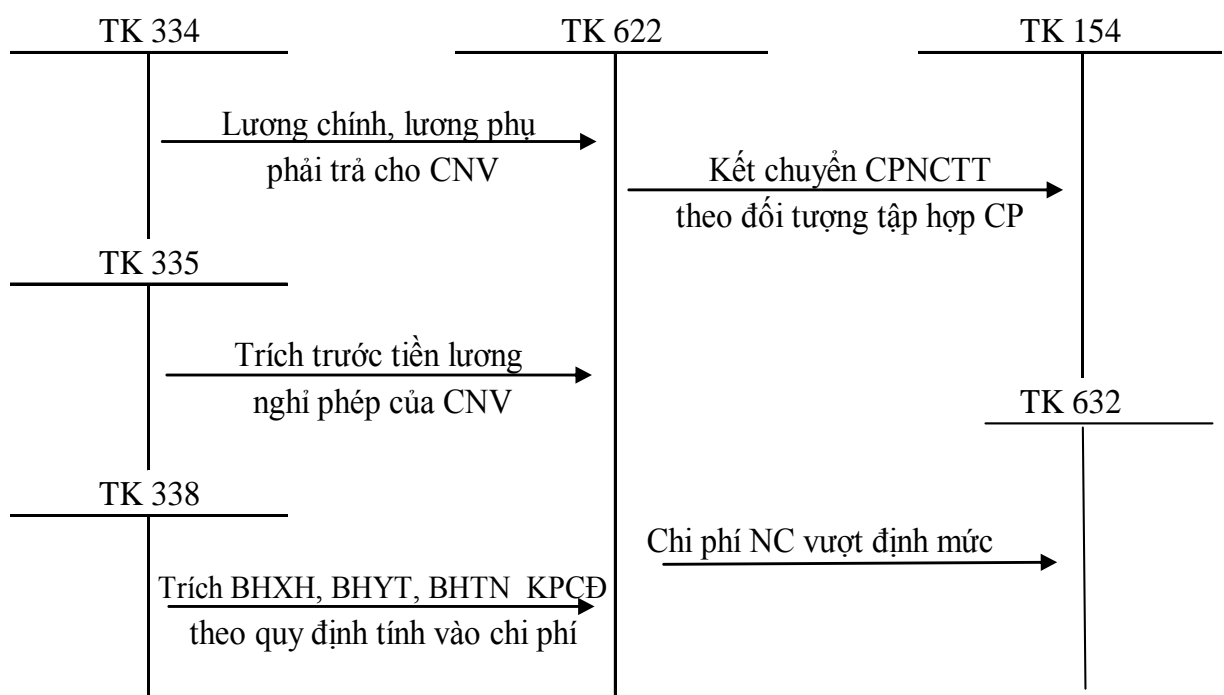 TK 334
TK 622
TK 154
Lương chính, lương phụ
phải trả cho CNV
Kết chuyển CPNCTT
theo đối tượng tập hợp CP
TK 335
Trích trước tiền lương
nghỉ phép của CNV
TK 632
TK 338
Chi phí NC vượt định mức
Trích BHXH, BHYT, BHTN KPCĐ
theo quy định tính vào chi phí